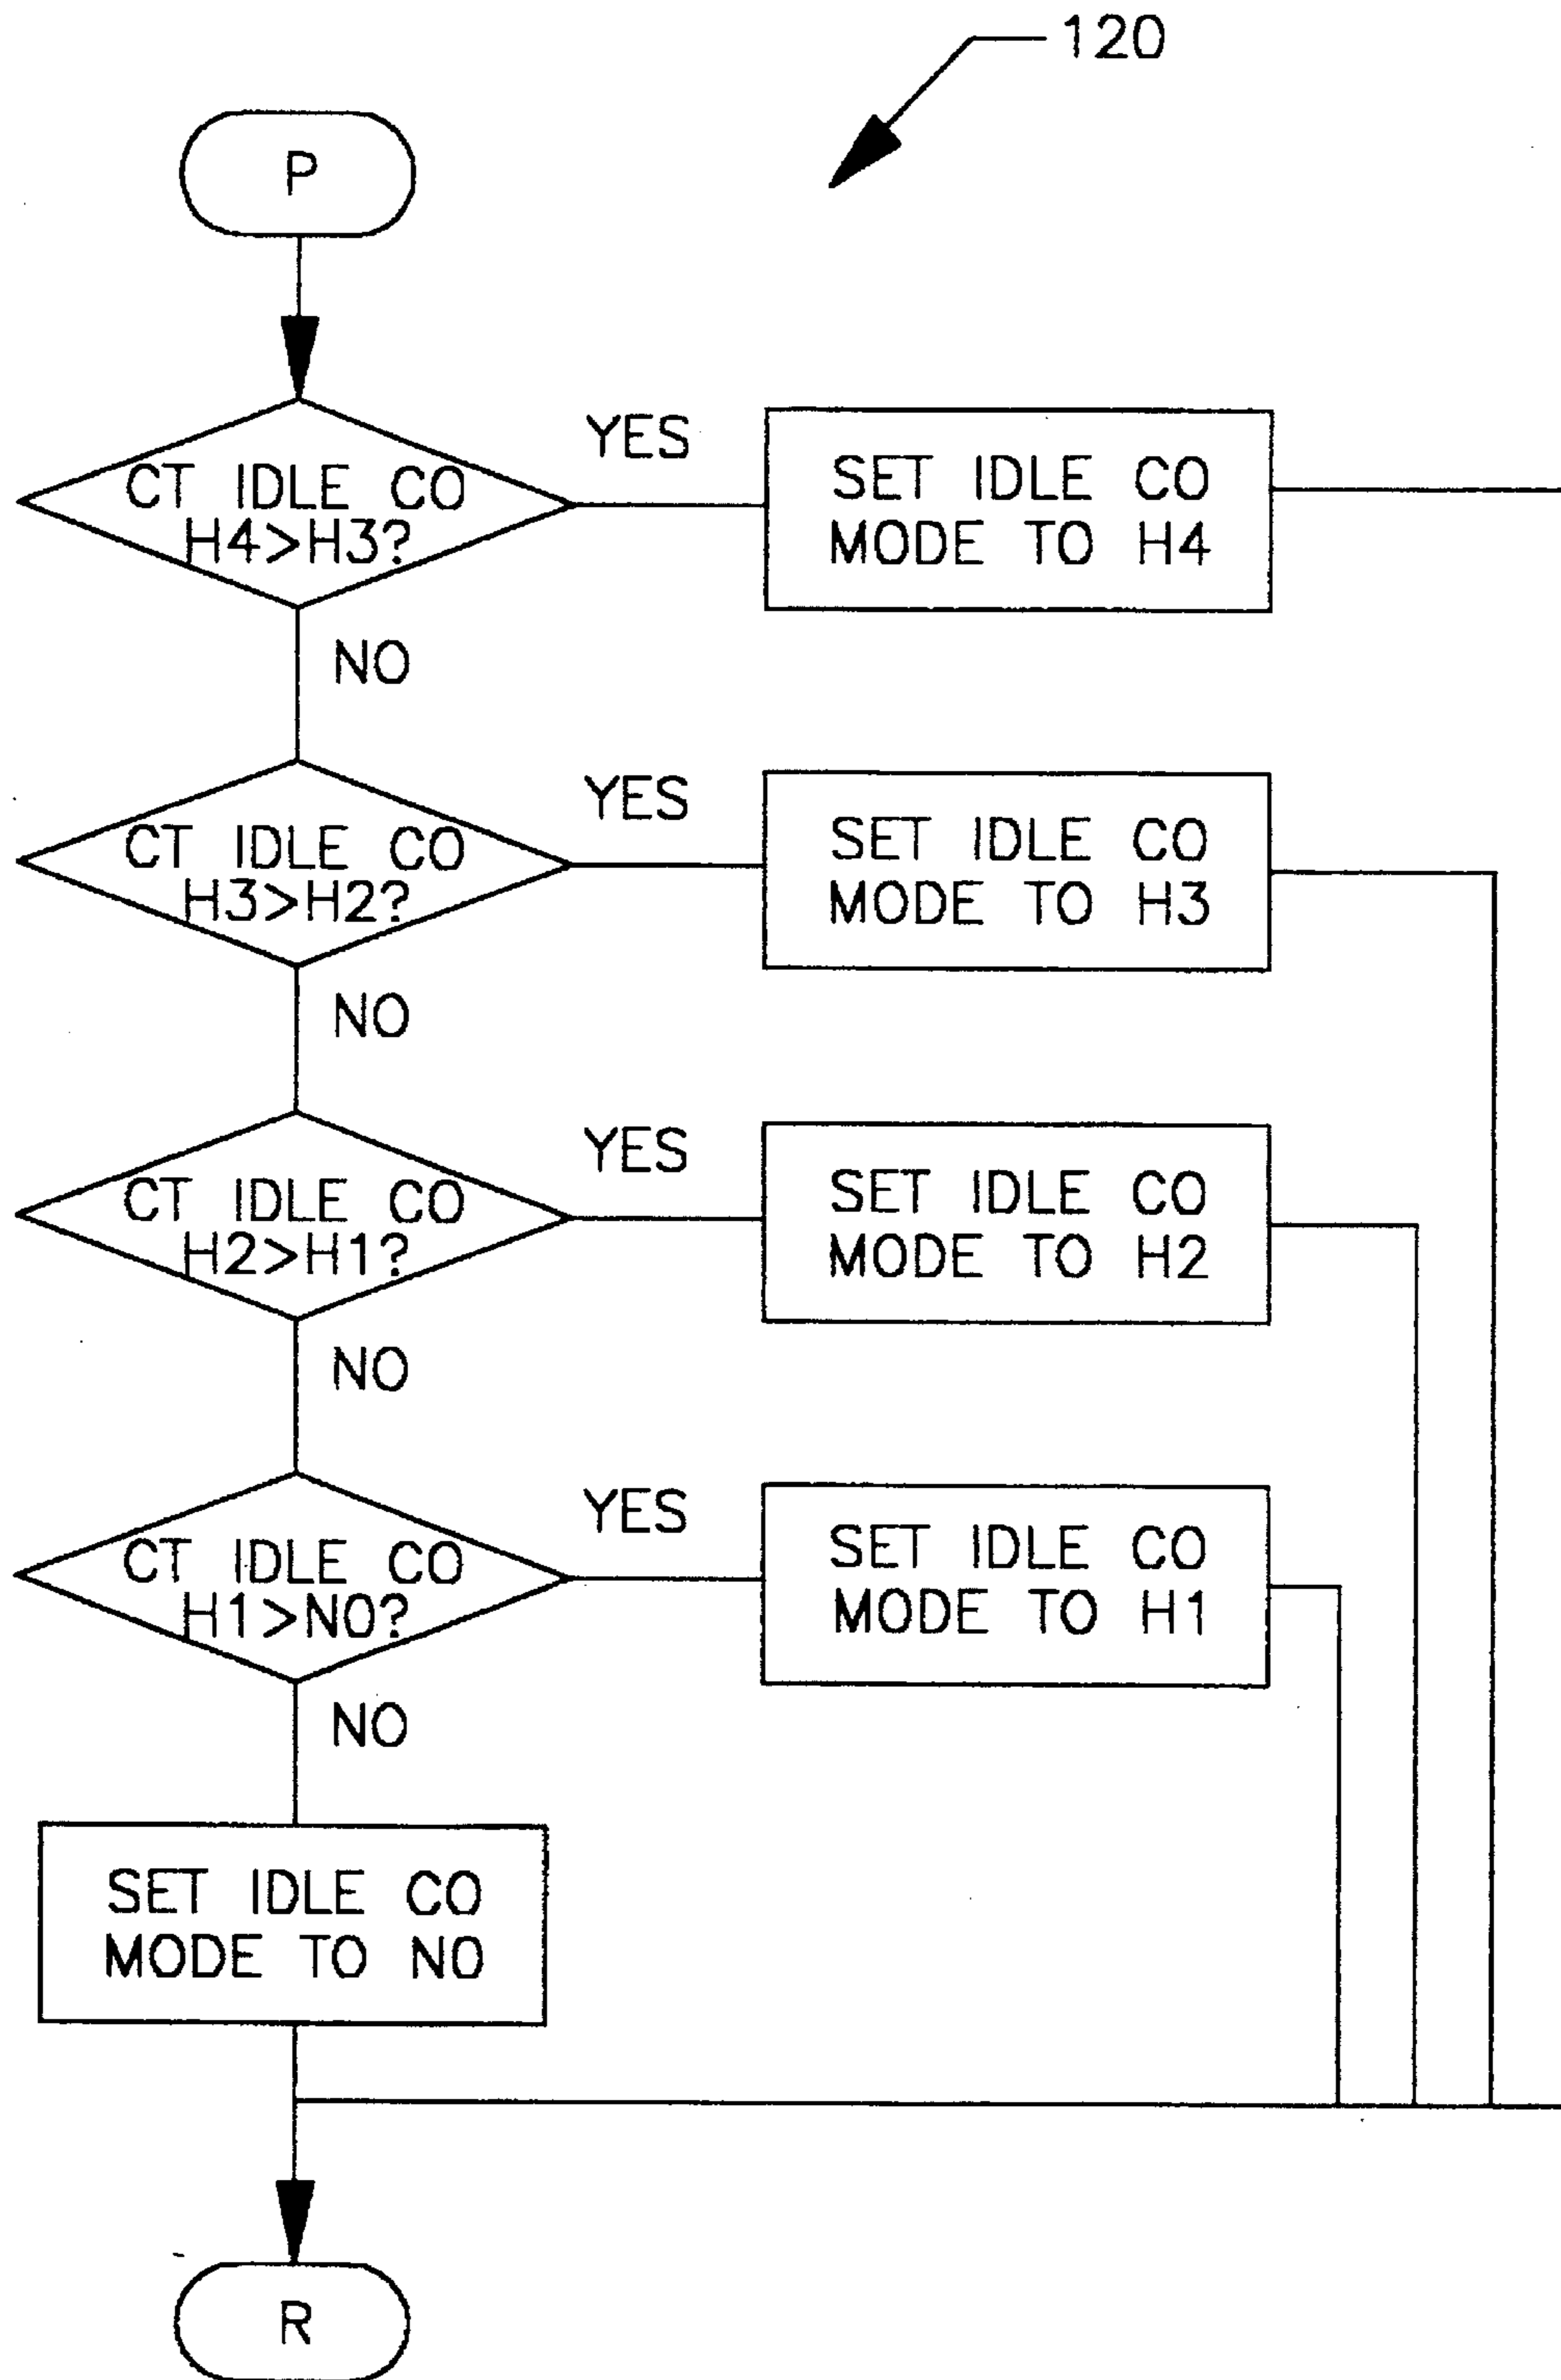 120
P
CT IDLE CO
H4>H3?
YES
SET IDLE CO
MODE TO H4
NO
CT IDLE CO
H3>H2?
YES
SET IDLE CO
MODE TO H3
NO
CT IDLE CO
H2>H1?
YES
SET IDLE CO
MODE TO H2
NO
CT IDLE CO
H1>NO?
YES
SET IDLE CO
MODE TO H1
NO
SET IDLE CO
MODE TO NO
R